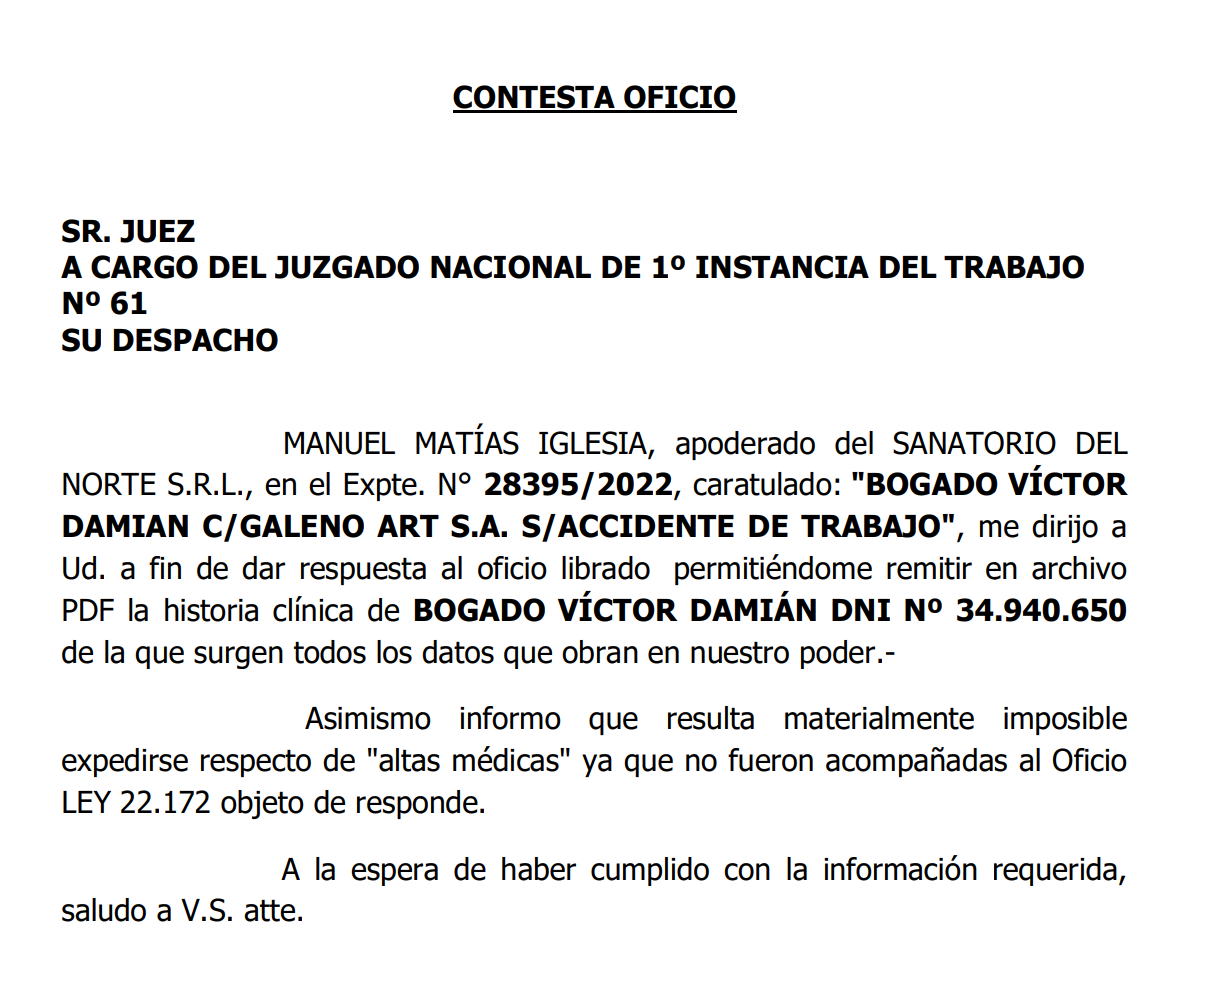 CONTESTA OFICIO
SR. JUEZ
A CARGO DEL JUZGADO NACIONAL DE 1º INSTANCIA DEL TRABAJO
Nº 61
SU DESPACHO
MANUEL MATÍAS IGLESIA, apoderado del SANATORIO DEL
NORTE S.R.L., en el Expte. N° 28395/2022, caratulado: "BOGADO VÍCTOR
DAMIAN C/GALENO ART S.A. S/ACCIDENTE DE TRABAJO", me dirijo a
Ud. a fin de dar respuesta al oficio librado  permitiéndome remitir en archivo
PDF la historia clínica de BOGADO VÍCTOR DAMIÁN DNI Nº 34.940.650
de la que surgen todos los datos que obran en nuestro poder.-
Asimismo informo que resulta materialmente imposible
expedirse respecto de "altas médicas" ya que no fueron acompañadas al Oficio
LEY 22.172 objeto de responde.
A la espera de haber cumplido con la información requerida,
saludo a V.S. atte.